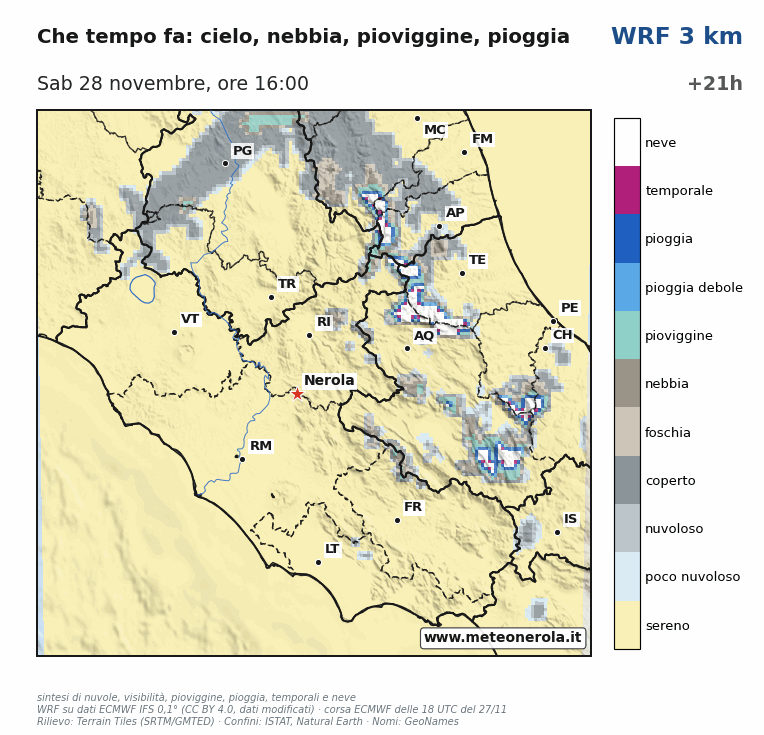 Che tempo fa: cielo, nebbia, pioviggine, pioggia
WRF 3 km
Sab 28 novembre, ore 16:00
+21h
MC
FM
PG
AP
TE
TR
PE
VT
RI
AQ
CH
Nerola
RM
FR
IS
LT
www.meteonerola.it
neve
temporale
pioggia
pioggia debole
pioviggine
nebbia
foschia
coperto
nuvoloso
poco nuvoloso
sereno
sintesi di nuvole, visibilità, pioviggine, pioggia, temporali e neve
WRF su dati ECMWF IFS 0,1° (CC BY 4.0, dati modificati) · corsa ECMWF delle 18 UTC del 27/11
Rilievo: Terrain Tiles (SRTM/GMTED) · Confini: ISTAT, Natural Earth · Nomi: GeoNames